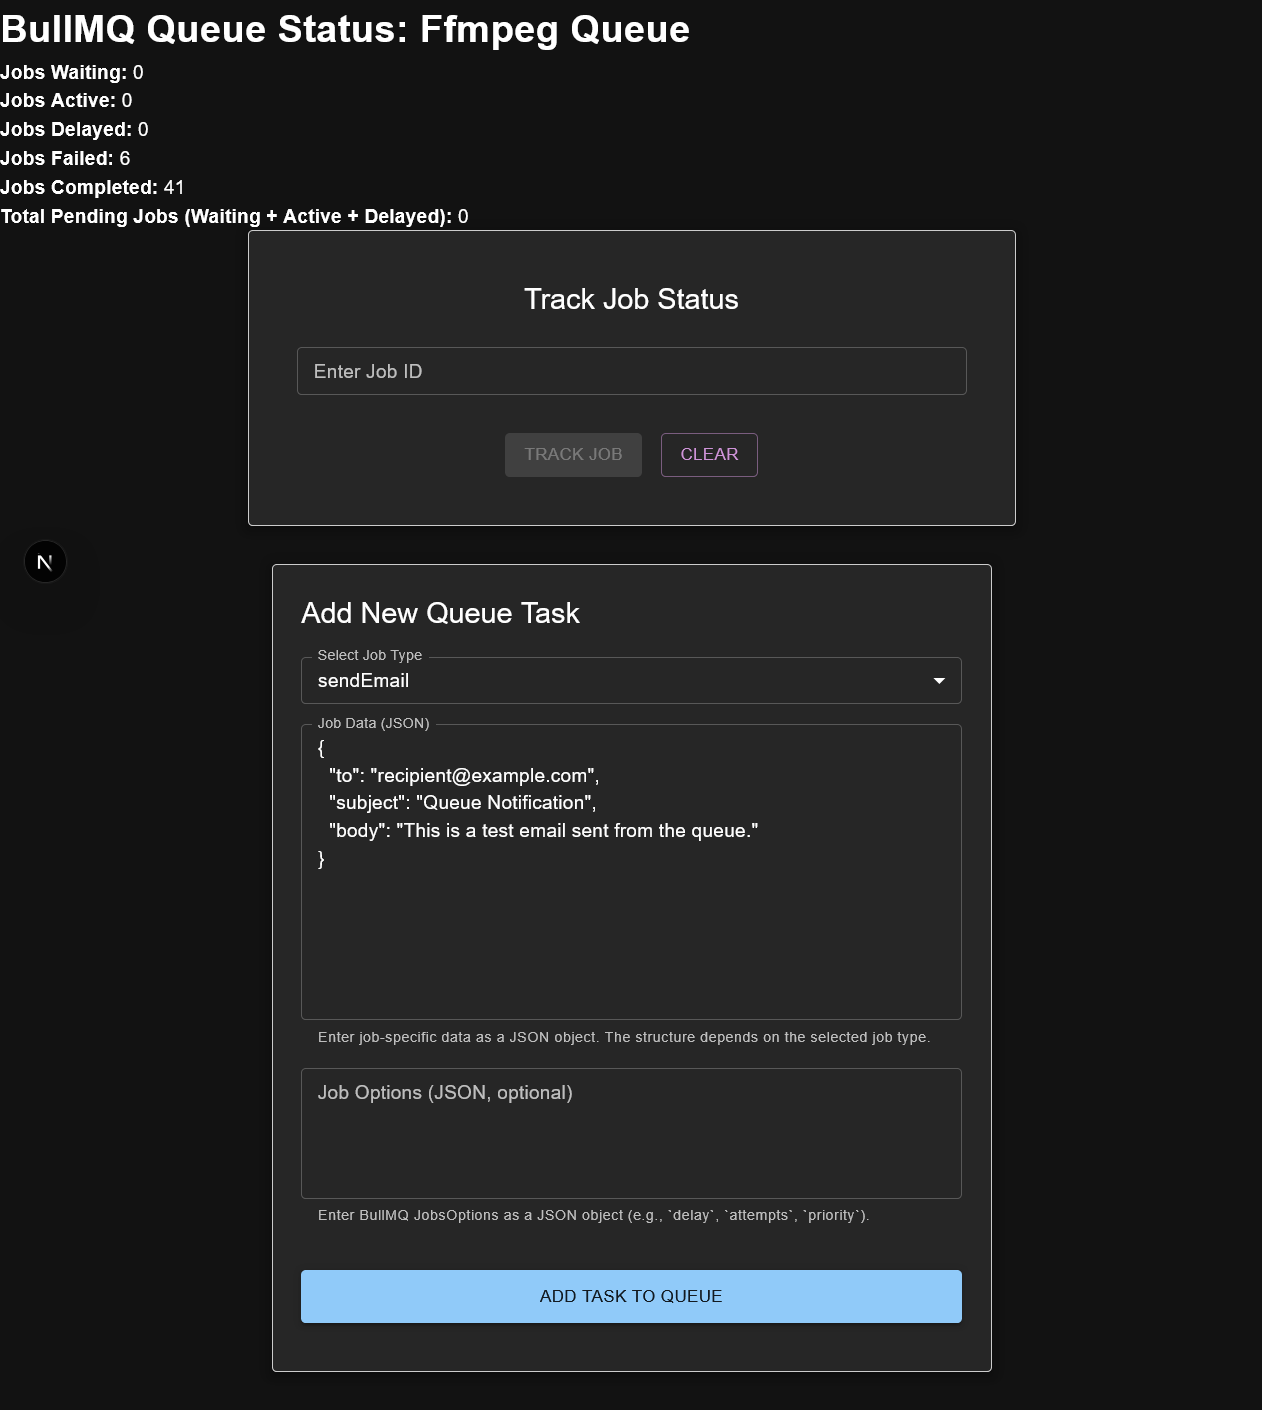 BullMQ Queue Status: Ffmpeg Queue
Jobs Waiting: 0
Jobs Active: 0
Jobs Delayed: 0
Jobs Failed: 6
Jobs Completed: 41
Total Pending Jobs (Waiting + Active + Delayed): 0
Track Job Status
Enter Job ID
TRACK JOB CLEAR
N
Add New Queue Task
Select Job Type
sendEmail
Job Data (JSON)
{
"to": "recipient@example.com",
"subject": "Queue Notification",
"body": "This is a test email sent from the queue."
}
Enter job-specific data as a JSON object. The structure depends on the selected job type.
Job Options (JSON, optional)
Enter BullMQ JobsOptions as a JSON object (e.g., `delay`, `attempts`, `priority`).
ADD TASK TO QUEUE